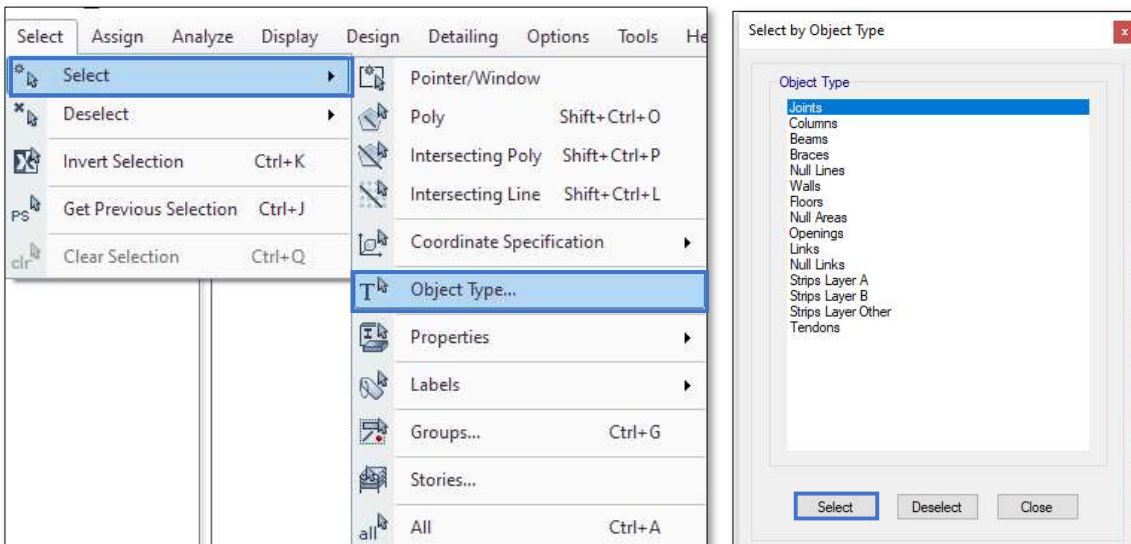 Select Assign Analyze Display Design Detailing Options Tools He
Select
Deselect
Invert Selection Ctrl+K
PS Get Previous Selection Ctrl+J
clr Clear Selection Ctrl+Q
Pointer/Window
Poly Shift+Ctrl+O
Intersecting Poly Shift+Ctrl+P
Intersecting Line Shift+Ctrl+L
Coordinate Specification
T Object Type...
Properties
Labels
Groups... Ctrl+G
Stories...
all All Ctrl+A
Select by Object Type x
Object Type
Joints
Columns
Beams
Braces
Null Lines
Walls
Floors
Null Areas
Openings
Links
Null Links
Strips Layer A
Strips Layer B
Strips Layer Other
Tendons
Select Deselect Close